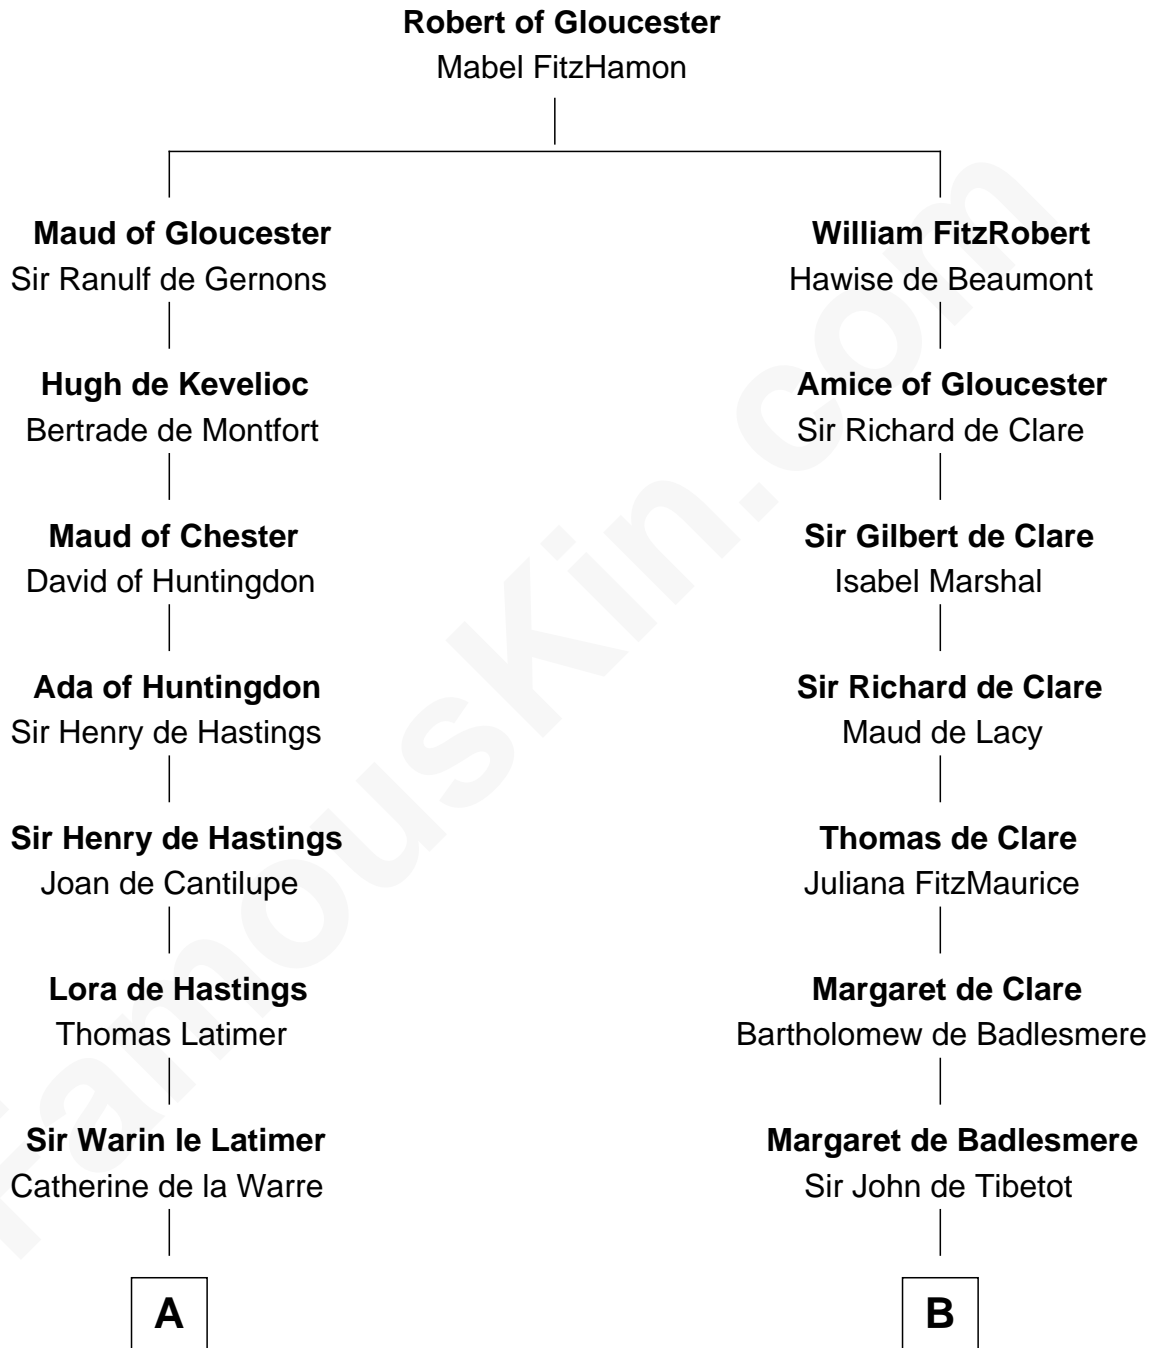 Robert of Gloucester
Mabel FitzHamon
Maud of Gloucester
Sir Ranulf de Gernons
Hugh de Kevelioc
Bertrade de Montfort
Maud of Chester
David of Huntingdon
Ada of Huntingdon
Sir Henry de Hastings
Sir Henry de Hastings
Joan de Cantilupe
Lora de Hastings
Thomas Latimer
Sir Warin le Latimer
Catherine de la Warre
A
William FitzRobert
Hawise de Beaumont
Amice of Gloucester
Sir Richard de Clare
Sir Gilbert de Clare
Isabel Marshal
Sir Richard de Clare
Maud de Lacy
Thomas de Clare
Juliana FitzMaurice
Margaret de Clare
Bartholomew de Badlesmere
Margaret de Badlesmere
Sir John de Tibetot
B
FamousKin.com